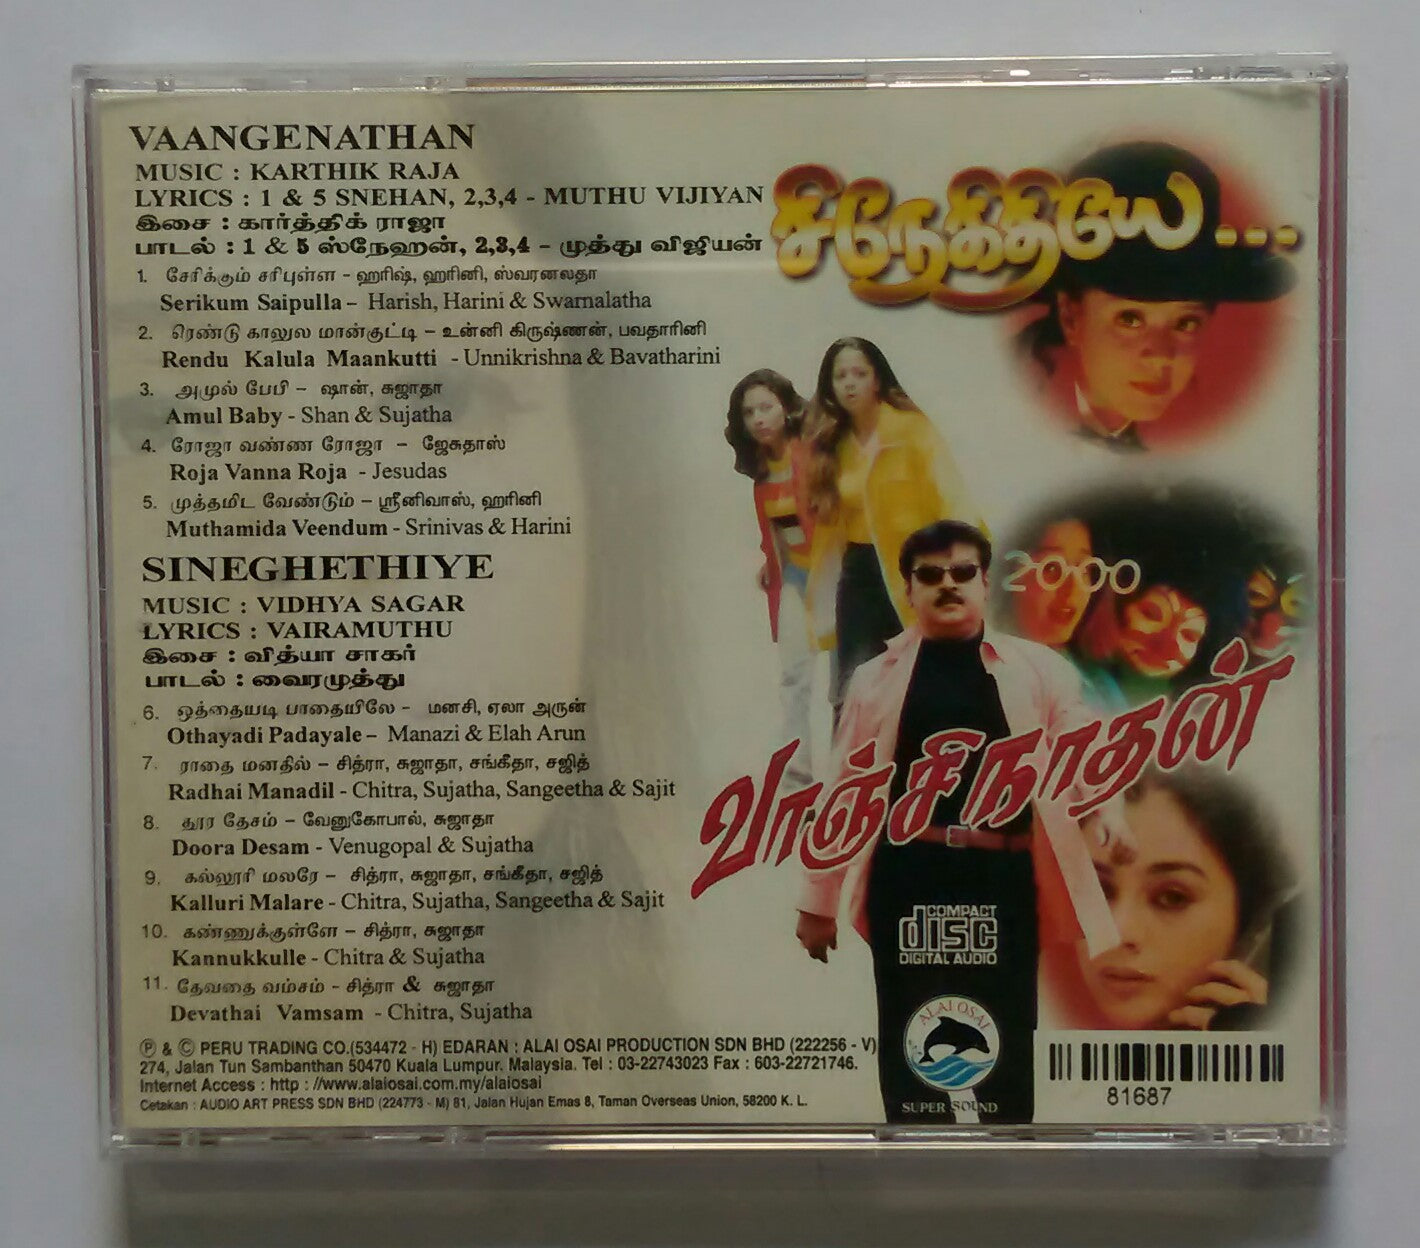 VAANGENATHAN
MUSIC : KARTHIK RAJA
LYRICS : 1 & 5 SNEHAN, 2,3,4 - MUTHU VIJIYAN
இசை : கார்த்திக் ராஜா
பாடல் : 1 & 5 ஸ்நேஹன், 2,3,4 - முத்து விஜியன்
1. சேரிக்கும் சரிபுள்ள - ஹரிஷ், ஹரினி, ஸ்வரனலதா
Serikum Saipulla - Harish, Harini & Swarnalatha
2. ரெண்டு காலுல மான்குட்டி - உன்னி கிருஷ்ணன், பவதாரினி
Rendu Kalula Maankutti - Unnikrishna & Bavatharini
3. அமுல் பேபி - ஷான், சுஜாதா
Amul Baby - Shan & Sujatha
4. ரோஜா வண்ண ரோஜா - ஜேசுதாஸ்
Roja Vanna Roja - Jesudas
5. முத்தமிட வேண்டும் - ஸ்ரீனிவாஸ், ஹரினி
Muthamida Veendum - Srinivas & Harini
SINEGHETHIYE
MUSIC : VIDHYA SAGAR
LYRICS : VAIRAMUTHU
இசை : வித்யா சாகர்
பாடல் : வைரமுத்து
6. ஒத்தையடி பாதையிலே - மனசி, ஏலா அருன்
Othayadi Padayale - Manazi & Elah Arun
7. ராதை மனதில் - சித்ரா, சுஜாதா, சங்கீதா, சஜித்
Radhai Manadil - Chitra, Sujatha, Sangeetha & Sajit
8. தூர தேசம் - வேனுகோபால், சுஜாதா
Doora Desam - Venugopal & Sujatha
9. கல்லூரி மலரே - சித்ரா, சுஜாதா, சங்கீதா, சஜித்
Kalluri Malare - Chitra, Sujatha, Sangeetha & Sajit
10. கண்ணுக்குள்ளே - சித்ரா, சுஜாதா
Kannukkulle - Chitra & Sujatha
11. தேவதை வம்சம் - சித்ரா & சுஜாதா
Devathai Vamsam - Chitra, Sujatha
Ⓟ & © PERU TRADING CO.(534472 - H) EDARAN : ALAI OSAI PRODUCTION SDN BHD (222256 - V)
274, Jalan Tun Sambanthan 50470 Kuala Lumpur. Malaysia. Tel : 03-22743023 Fax : 603-22721746.
Internet Access : http : //www.alaiosai.com.my/alaiosai
Cetakan : AUDIO ART PRESS SDN BHD (224773 - M) 81, Jalan Hujan Emas 8, Taman Overseas Union, 58200 K. L.
சிநேகிதியே...
2000
வாஞ்சிநாதன்
COMPACT
disc
DIGITAL AUDIO
ALAI OSAI
SUPER SOUND
81687